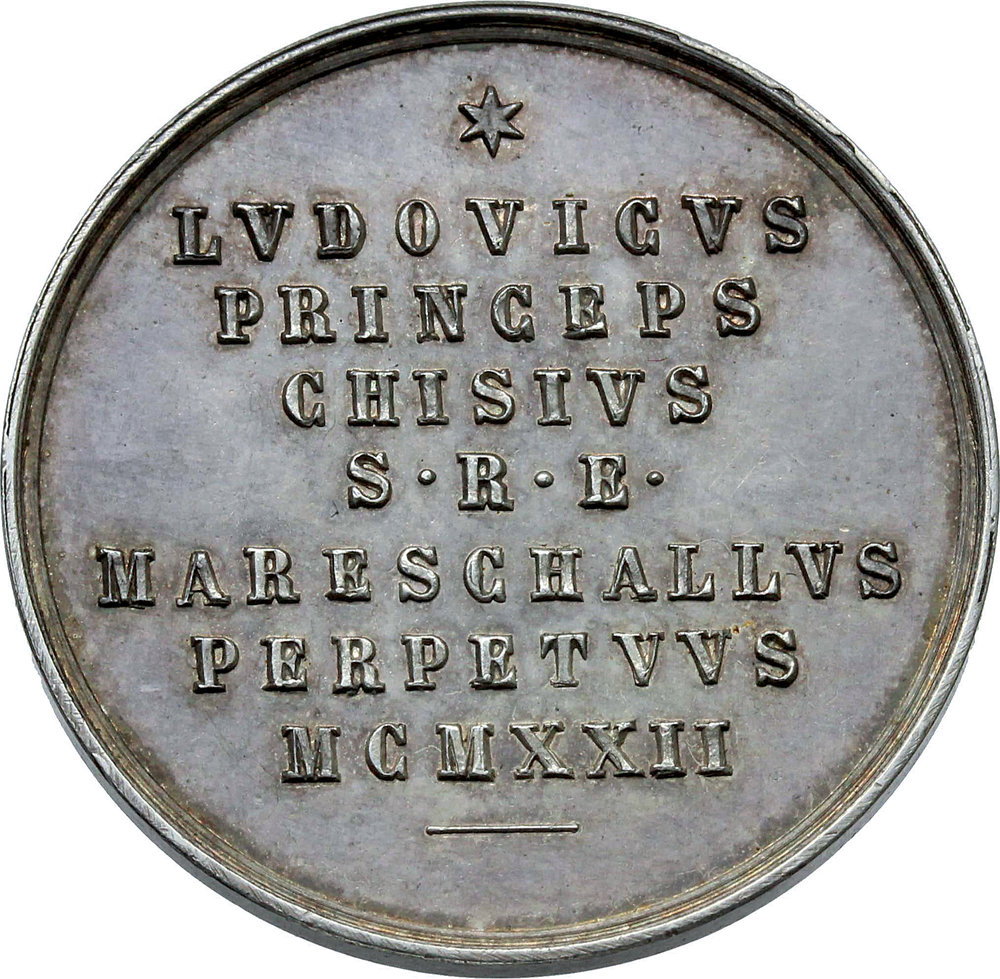 LVDOVICVS
PRINCEPS
CHISIVS
S·R·E·
MARESCHALLVS
PERPETVVS
MCMXXII